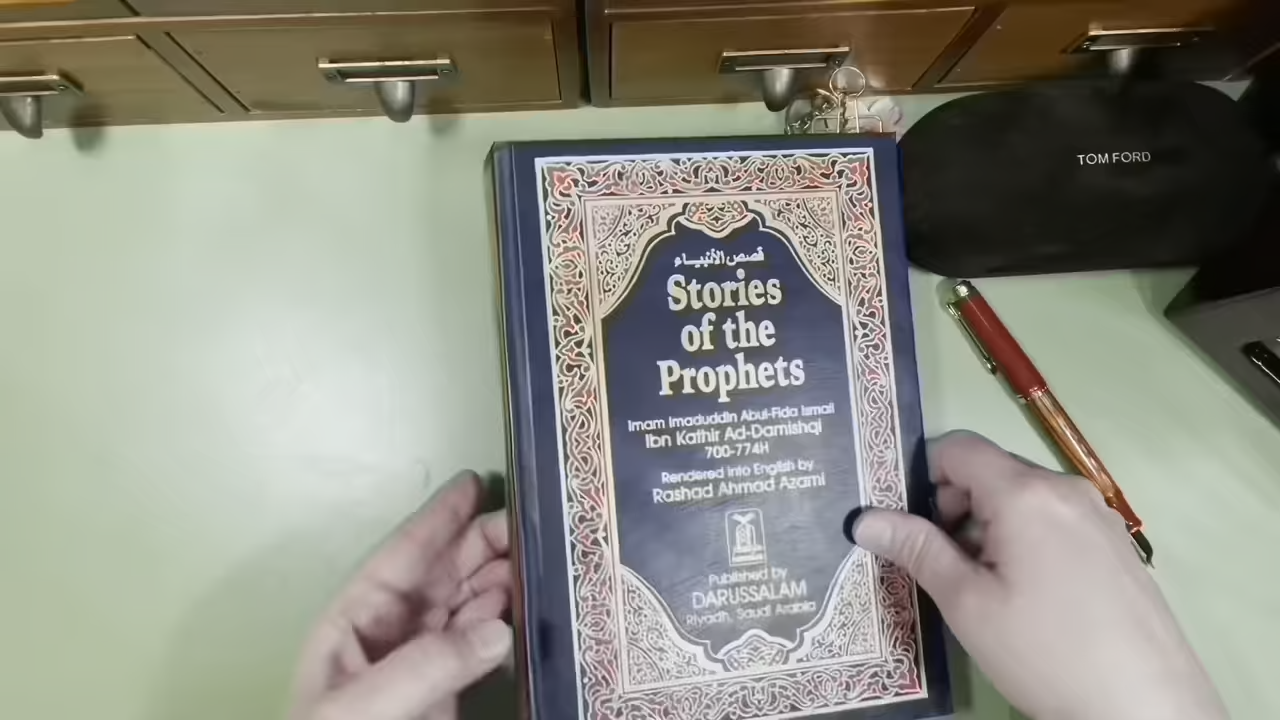 قصص الأنبياء
Stories
of the
Prophets
Imam Imaduddin Abul-Fida Ismail
Ibn Kathir Ad-Damishqi
700-774H
Rendered into English by
Rashad Ahmad Azami
Published by
DARUSSALAM
Riyadh, Saudi Arabia
TOM FORD